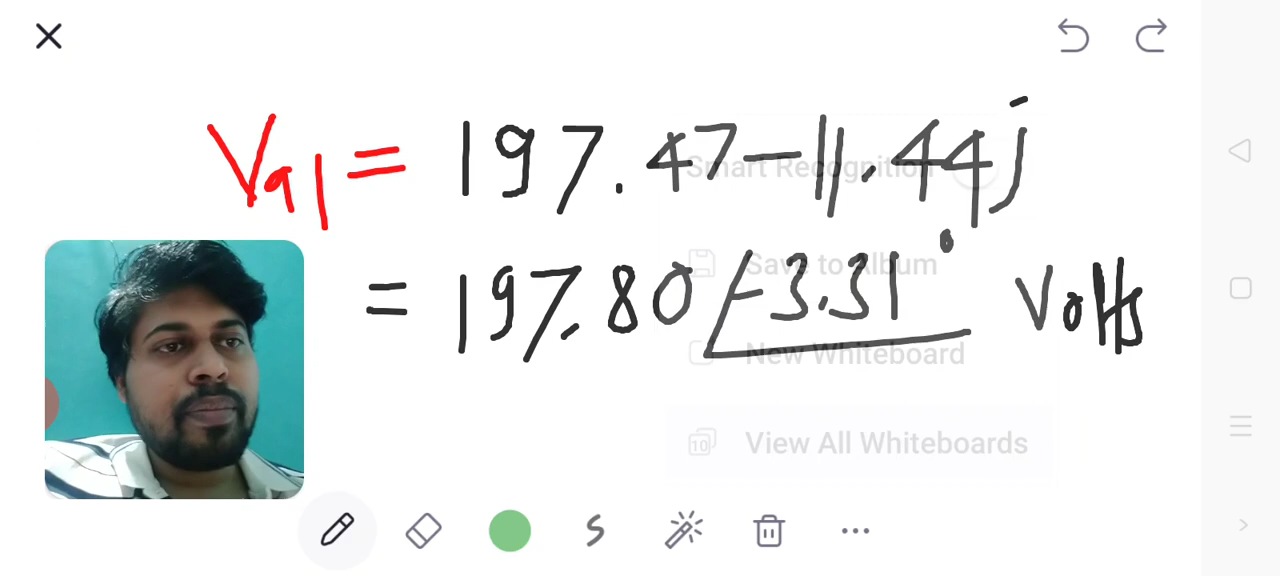 Va1 = 197.47-11.44j
= 197.80∠-3.31° Volts
Smart Recognition
Save to Album
New Whiteboard
10 View All Whiteboards
S